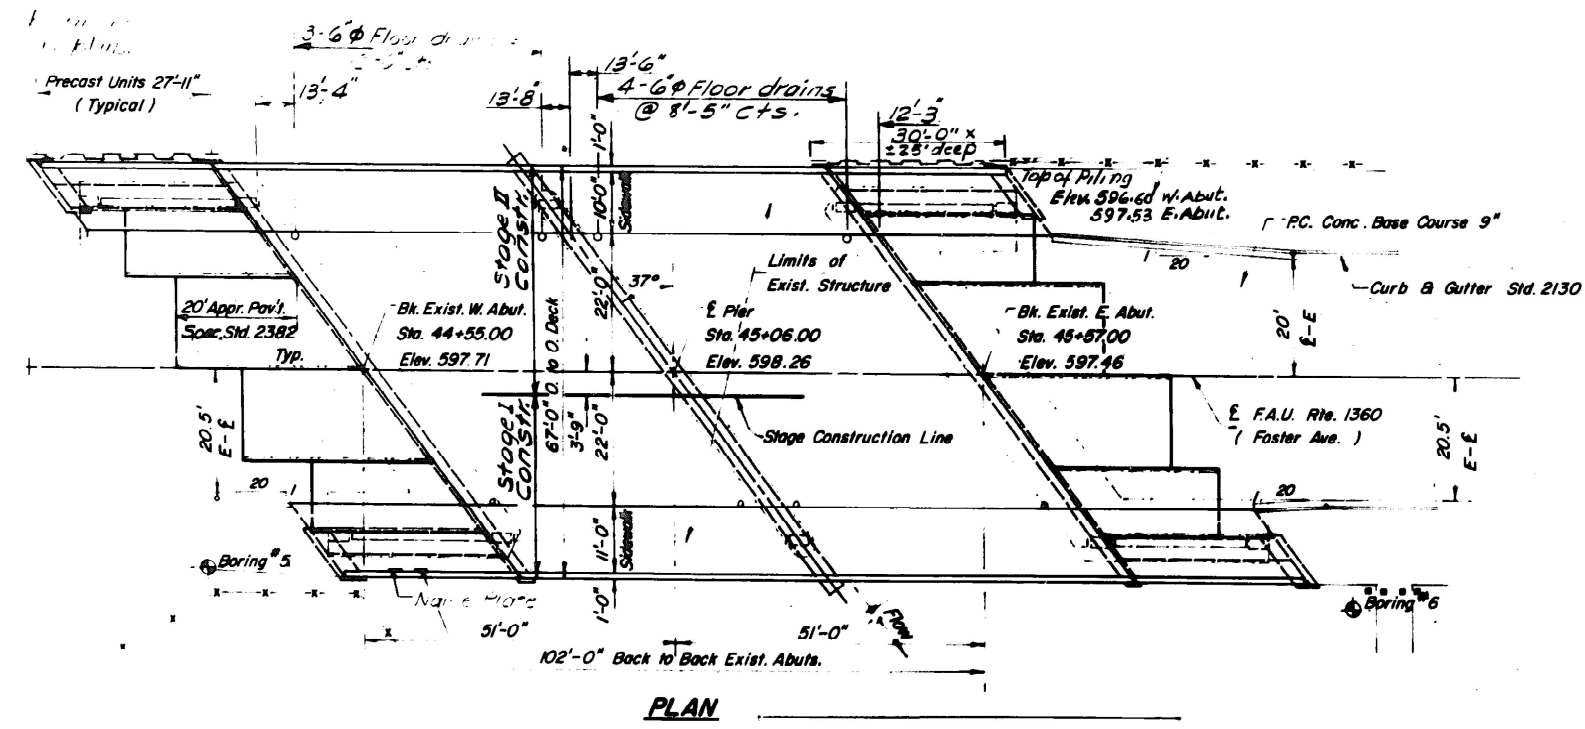 3-6"φ Floor drains
Precast Units 27'-11"
(Typical)
13'-4"
13'-8"
13'-6"
4-6"φ Floor drains
@ 8'-5" cts.
12'-3"
30'-0" x
±25' deep
Top of Piling
Elev. 596.60 W. Abut.
597.53 E. Abut.
P.C. Conc. Base Course 9"
20
Curb & Gutter Std. 2130
1'-0"
10'-0"
Sidewalk
Stage II
Constr.
22'-0"
37°
Limits of
Exist. Structure
20' Appr. Pav't.
Spec. Std. 2382
Typ.
Bk. Exist. W. Abut.
Sta. 44+55.00
Elev. 597.71
67'-0" O. to O. Deck
℄ Pier
Sta. 45+06.00
Elev. 598.26
Bk. Exist. E. Abut.
Sta. 45+57.00
Elev. 597.46
20'
℄-E
20.5'
E-℄
Stage I
Constr.
3'-9"
22'-0"
Stage Construction Line
℄ F.A.U. Rte. 1360
( Foster Ave. )
20.5'
E-℄
20
20
11'-0"
Sidewalk
Boring #5
Name Plate
1'-0"
Flow
Boring #6
51'-0"
51'-0"
102'-0" Back to Back Exist. Abuts.
PLAN